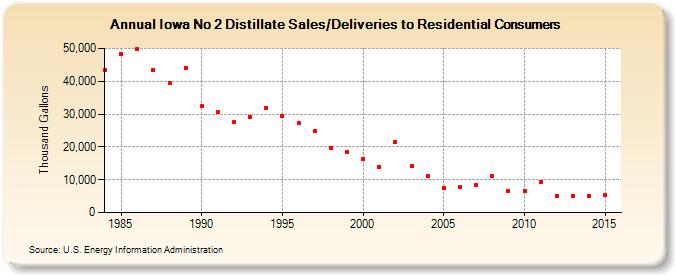 Annual Iowa No 2 Distillate Sales/Deliveries to Residential Consumers
Thousand Gallons
50,000
40,000
30,000
20,000
10,000
0
1985 1990 1995 2000 2005 2010 2015
Source: U.S. Energy Information Administration